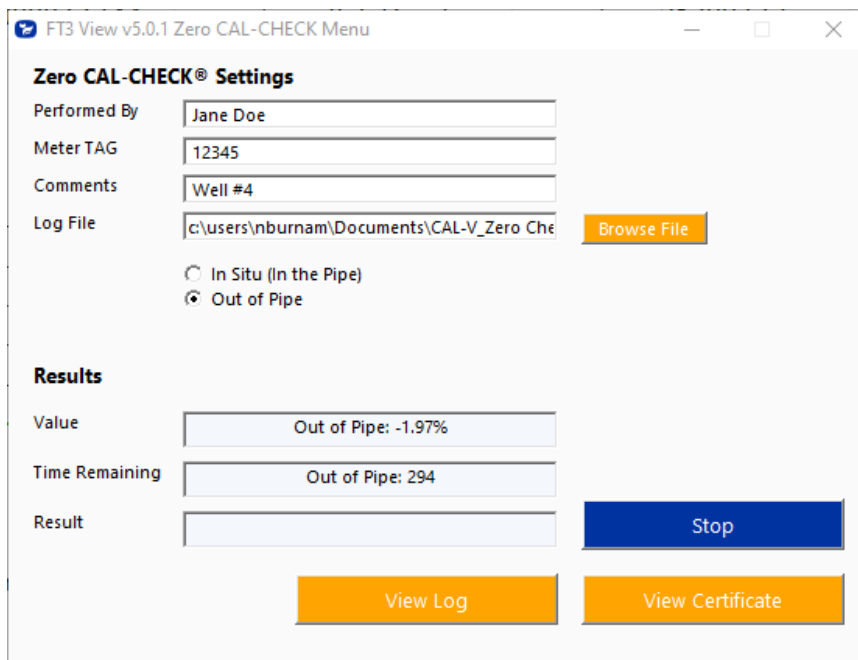 FT3 View v5.0.1 Zero CAL-CHECK Menu
Zero CAL-CHECK® Settings
Performed By Jane Doe
Meter TAG 12345
Comments Well #4
Log File c:\users\nburnam\Documents\CAL-V_Zero Che Browse File
In Situ (In the Pipe)
Out of Pipe
Results
Value Out of Pipe: -1.97%
Time Remaining Out of Pipe: 294
Result Stop
View Log View Certificate